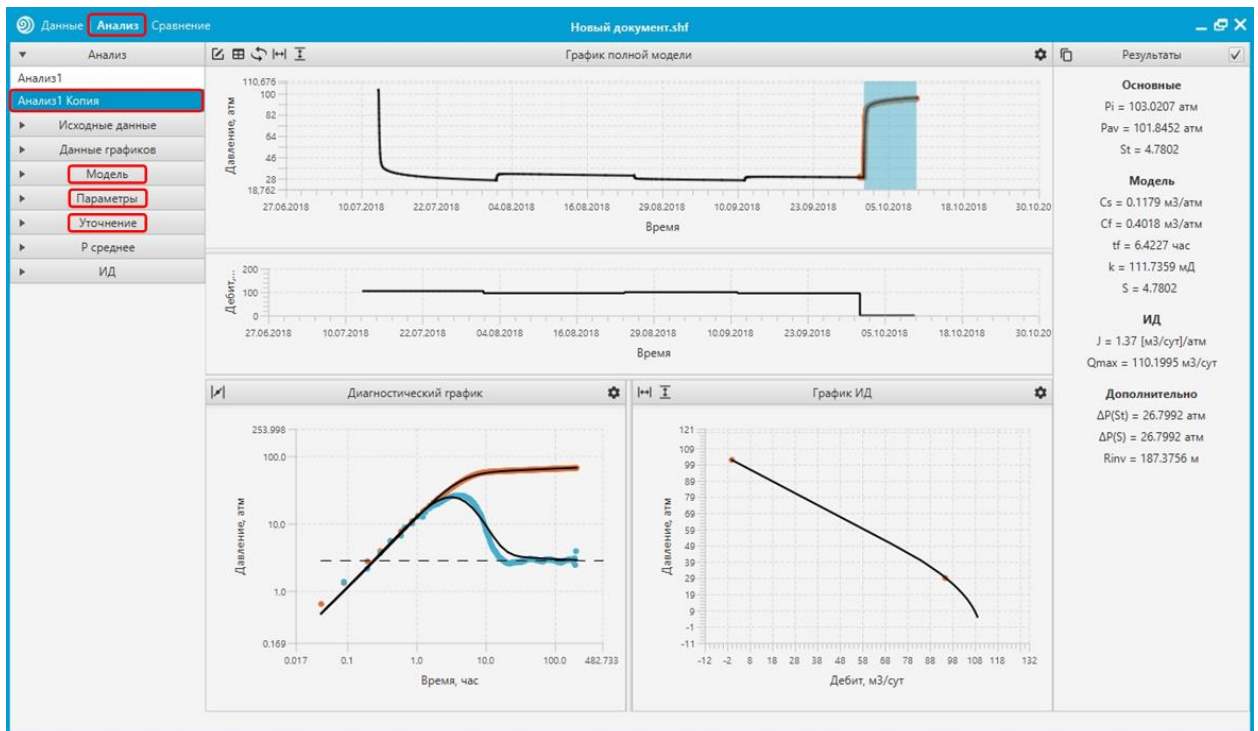 Данные Анализ Сравнение
Новый документ.shf
Анализ
Анализ1
Анализ1 Копия
Исходные данные
Данные графиков
Модель
Параметры
Уточнение
P среднее
ИД
График полной модели
Давление, атм
110,676
100
82
64
46
28
18,762
27.06.2018 10.07.2018 22.07.2018 04.08.2018 16.08.2018 29.08.2018 10.09.2018 23.09.2018 05.10.2018 18.10.2018 30.10.20
Время
Дебит,...
200
100
0
27.06.2018 10.07.2018 22.07.2018 04.08.2018 16.08.2018 29.08.2018 10.09.2018 23.09.2018 05.10.2018 18.10.2018 30.10.20
Время
Диагностический график
Давление, атм
253.998
100.0
10.0
1.0
0.169
0.017 0.1 1.0 10.0 100.0 482.733
Время, час
График ИД
Давление, атм
121
109
99
89
79
69
59
49
39
29
19
9
-1
-11
-12 -2 8 18 28 38 48 58 68 78 88 98 108 118 132
Дебит, м3/сут
Результаты
Основные
Pi = 103.0207 атм
Pav = 101.8452 атм
St = 4.7802
Модель
Cs = 0.1179 м3/атм
Cf = 0.4018 м3/атм
tf = 6.4227 час
k = 111.7359 мД
S = 4.7802
ИД
J = 1.37 [м3/сут]/атм
Qmax = 110.1995 м3/сут
Дополнительно
ΔP(St) = 26.7992 атм
ΔP(S) = 26.7992 атм
Rinv = 187.3756 м